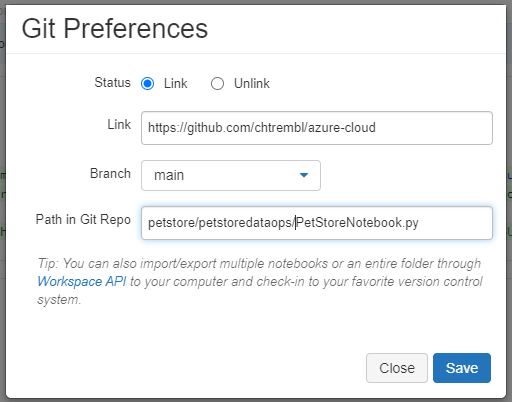 Git Preferences
Status Link Unlink
Link https://github.com/chtrembl/azure-cloud
Branch main
Path in Git Repo petstore/petstoredataops/PetStoreNotebook.py
Tip: You can also import/export multiple notebooks or an entire folder through
Workspace API to your computer and check-in to your favorite version control
system.
Close Save